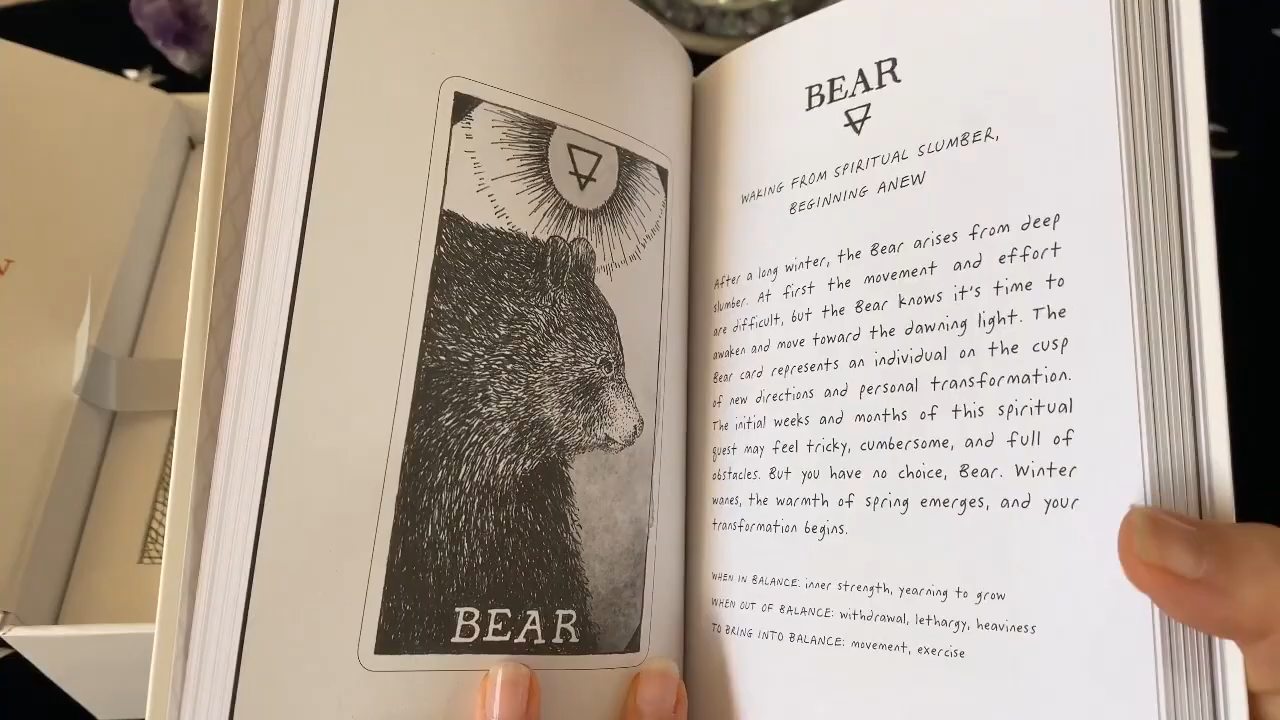 BEAR
BEAR
WAKING FROM SPIRITUAL SLUMBER,
BEGINNING ANEW
After a long winter, the Bear arises from deep
slumber. At first the movement and effort
are difficult, but the Bear knows it's time to
awaken and move toward the dawning light. The
Bear card represents an individual on the cusp
of new directions and personal transformation.
The initial weeks and months of this spiritual
quest may feel tricky, cumbersome, and full of
obstacles. But you have no choice, Bear. Winter
wanes, the warmth of spring emerges, and your
transformation begins.
WHEN IN BALANCE: inner strength, yearning to grow
WHEN OUT OF BALANCE: withdrawal, lethargy, heaviness
TO BRING INTO BALANCE: movement, exercise